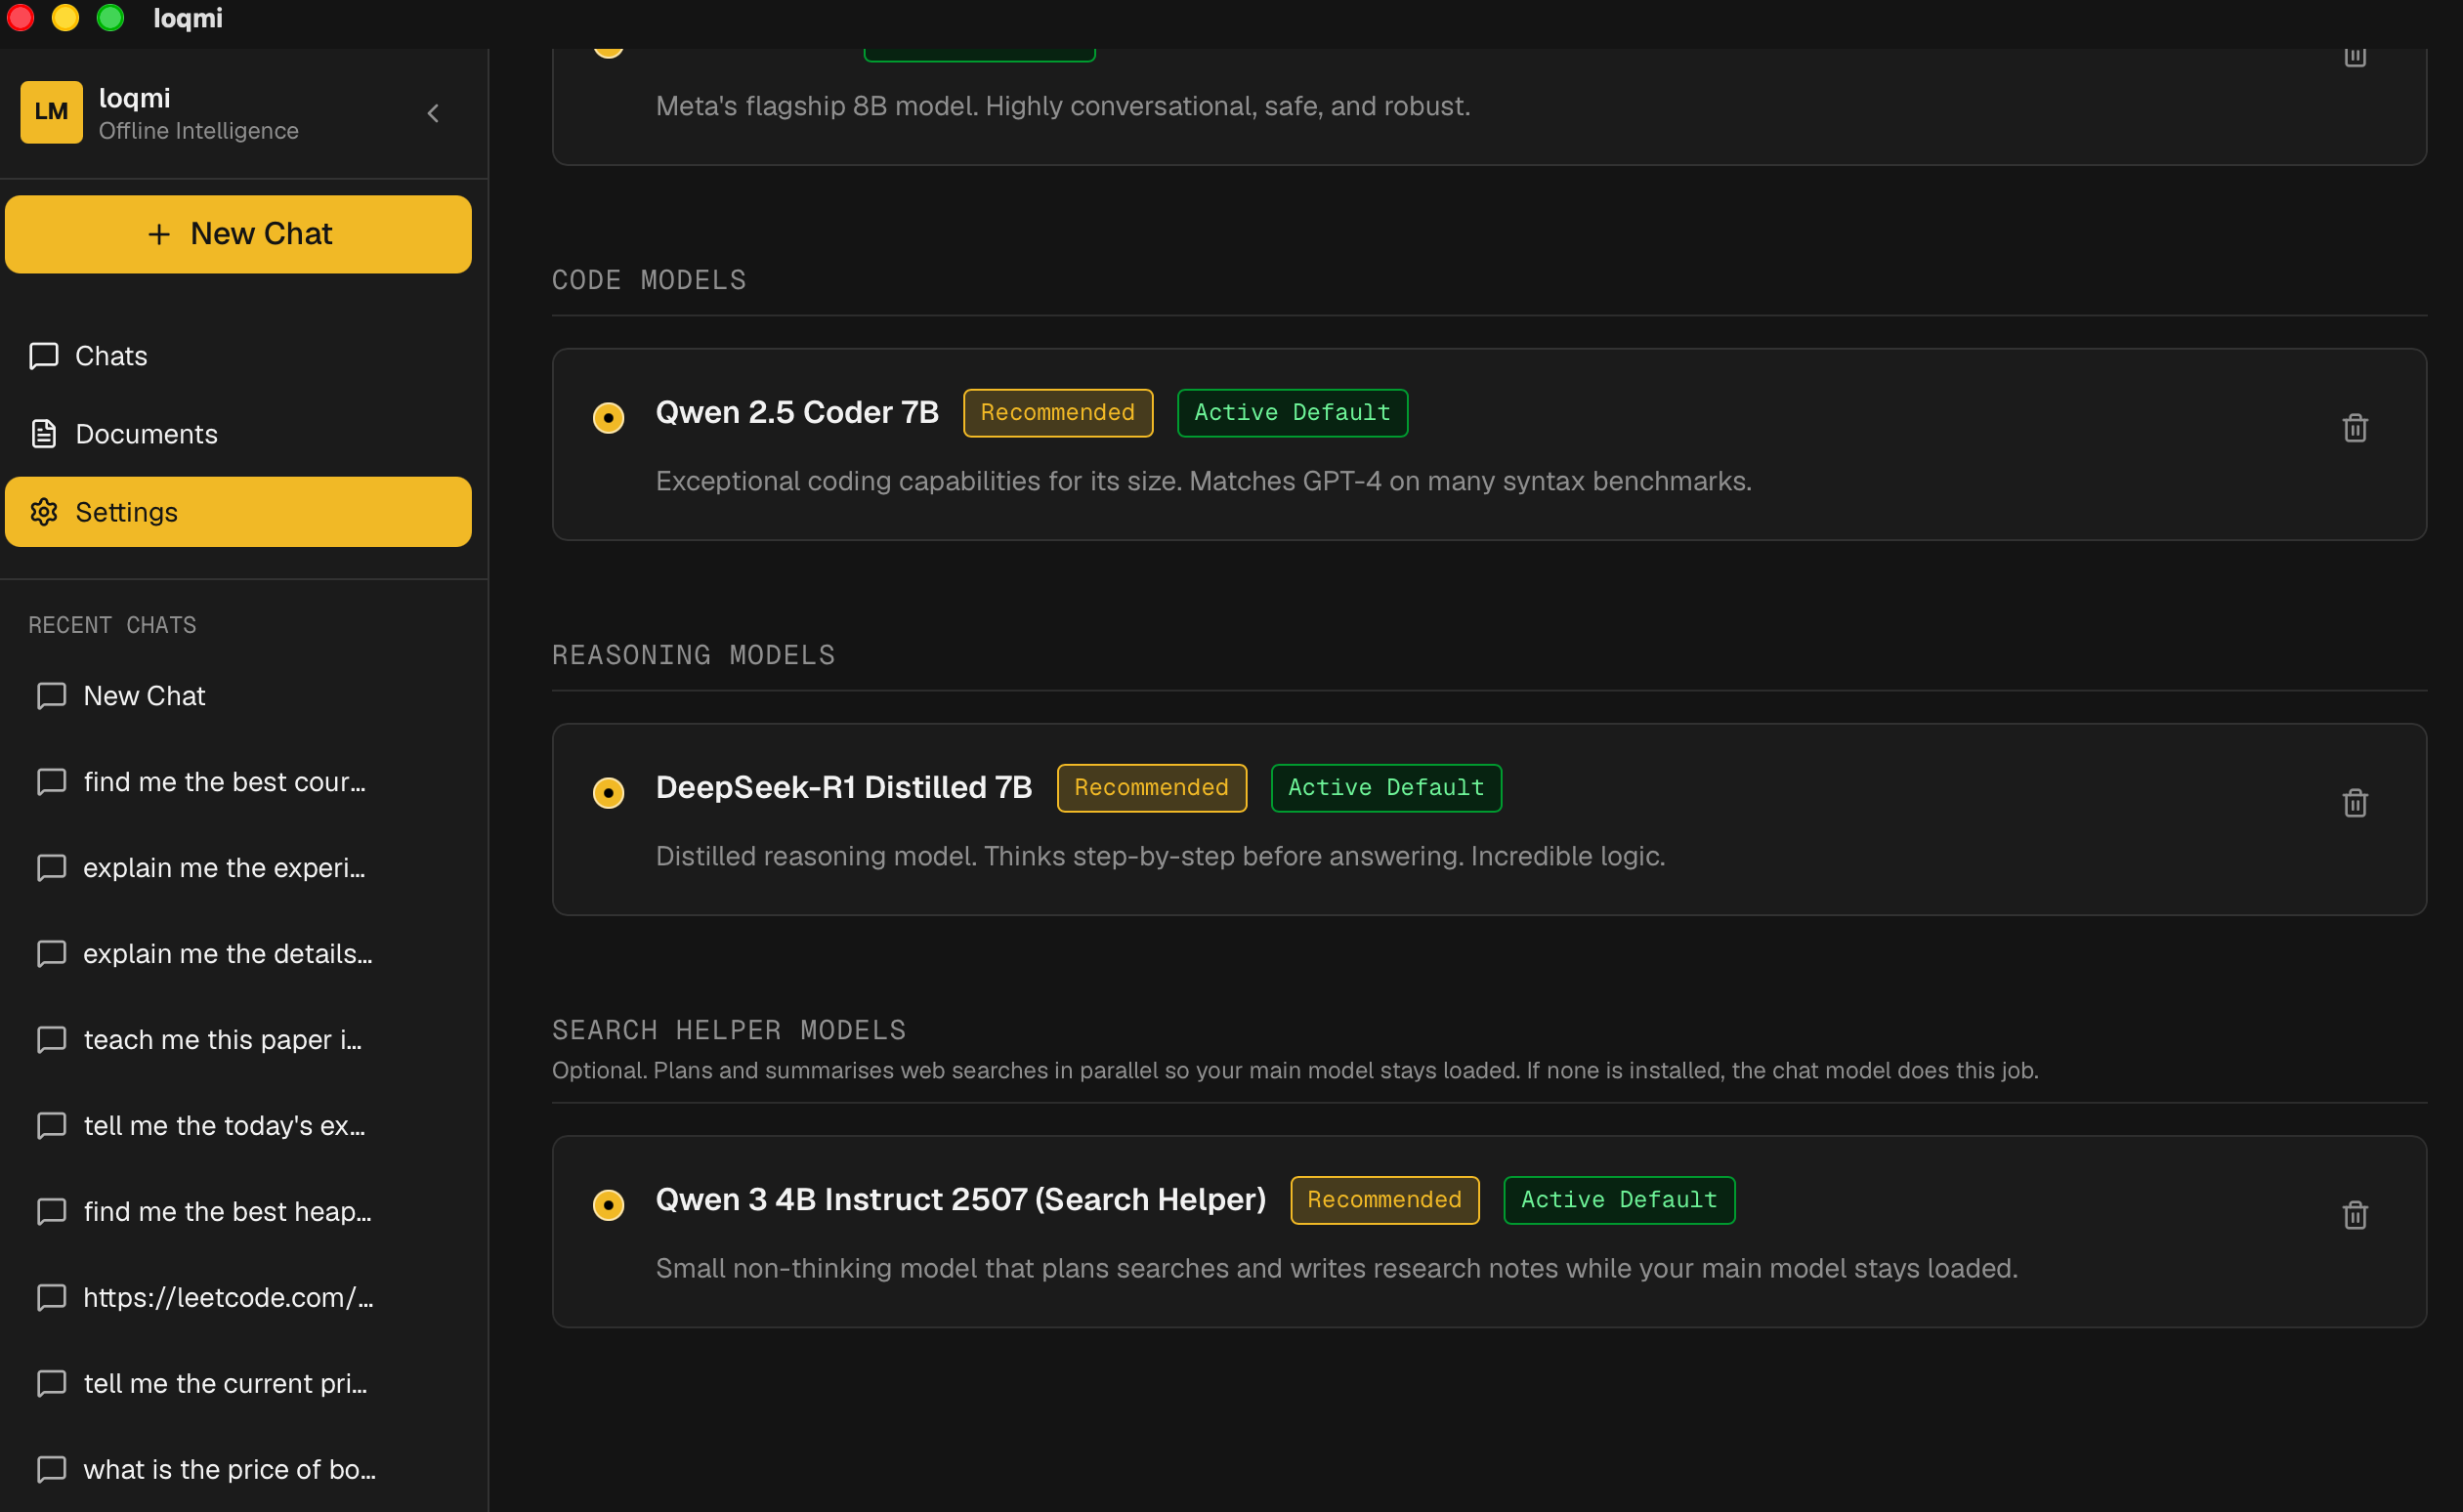 loqmi
LM
loqmi
Offline Intelligence
+ New Chat
Chats
Documents
Settings
RECENT CHATS
New Chat
find me the best cour...
explain me the experi...
explain me the details...
teach me this paper i...
tell me the today's ex...
find me the best heap...
https://leetcode.com/...
tell me the current pri...
what is the price of bo...
Meta's flagship 8B model. Highly conversational, safe, and robust.
CODE MODELS
Qwen 2.5 Coder 7B Recommended Active Default
Exceptional coding capabilities for its size. Matches GPT-4 on many syntax benchmarks.
REASONING MODELS
DeepSeek-R1 Distilled 7B Recommended Active Default
Distilled reasoning model. Thinks step-by-step before answering. Incredible logic.
SEARCH HELPER MODELS
Optional. Plans and summarises web searches in parallel so your main model stays loaded. If none is installed, the chat model does this job.
Qwen 3 4B Instruct 2507 (Search Helper) Recommended Active Default
Small non-thinking model that plans searches and writes research notes while your main model stays loaded.